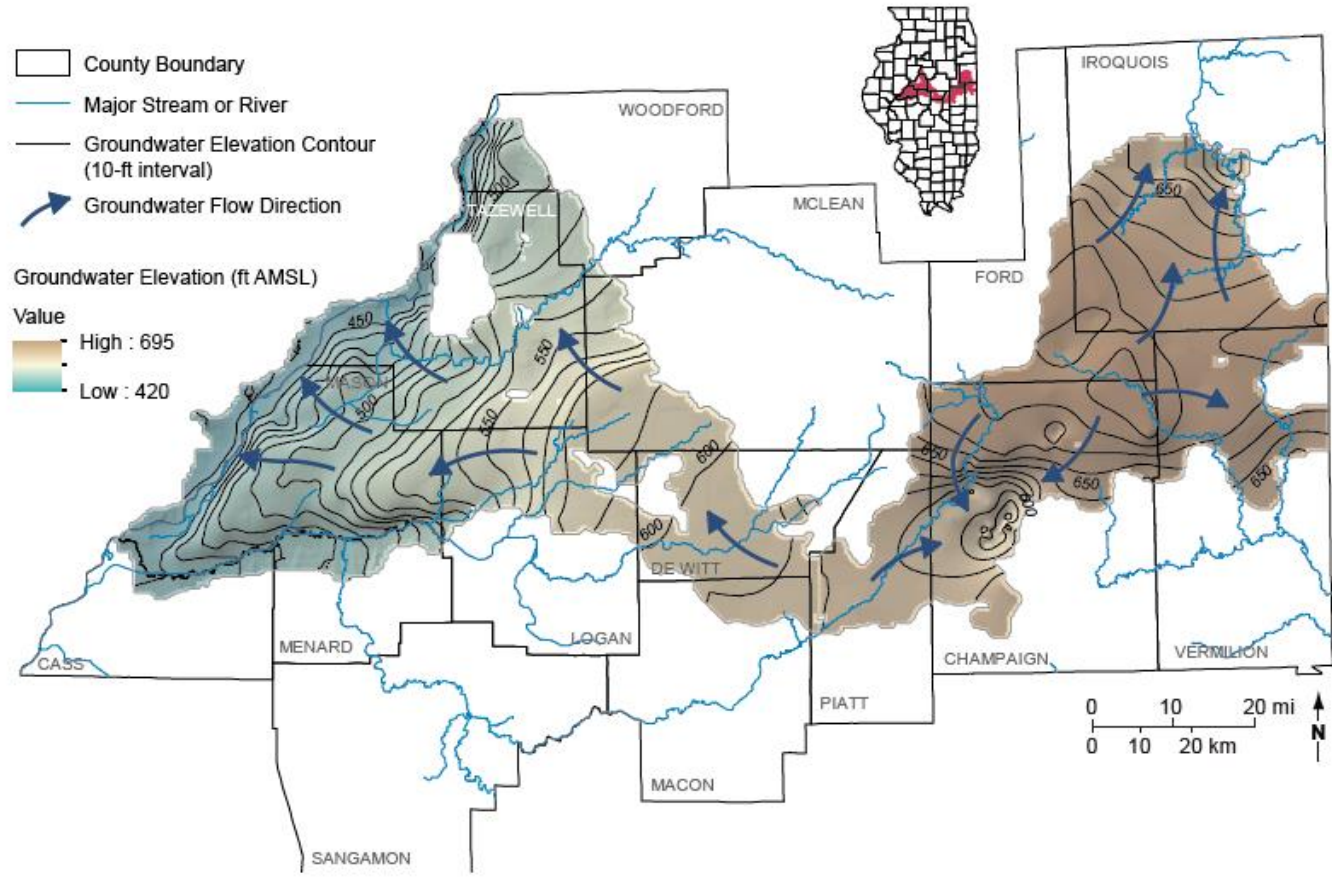 County Boundary
Major Stream or River
Groundwater Elevation Contour
(10-ft interval)
Groundwater Flow Direction
Groundwater Elevation (ft AMSL)
Value
High : 695
Low : 420
IROQUOIS
WOODFORD
TAZEWELL
500
MCLEAN
650
FORD
450
MASON
500
550
550
600
650
650
600
650
600
DE WITT
CASS
MENARD
LOGAN
CHAMPAIGN
VERMILION
PIATT
MACON
SANGAMON
0 10 20 mi
0 10 20 km
N